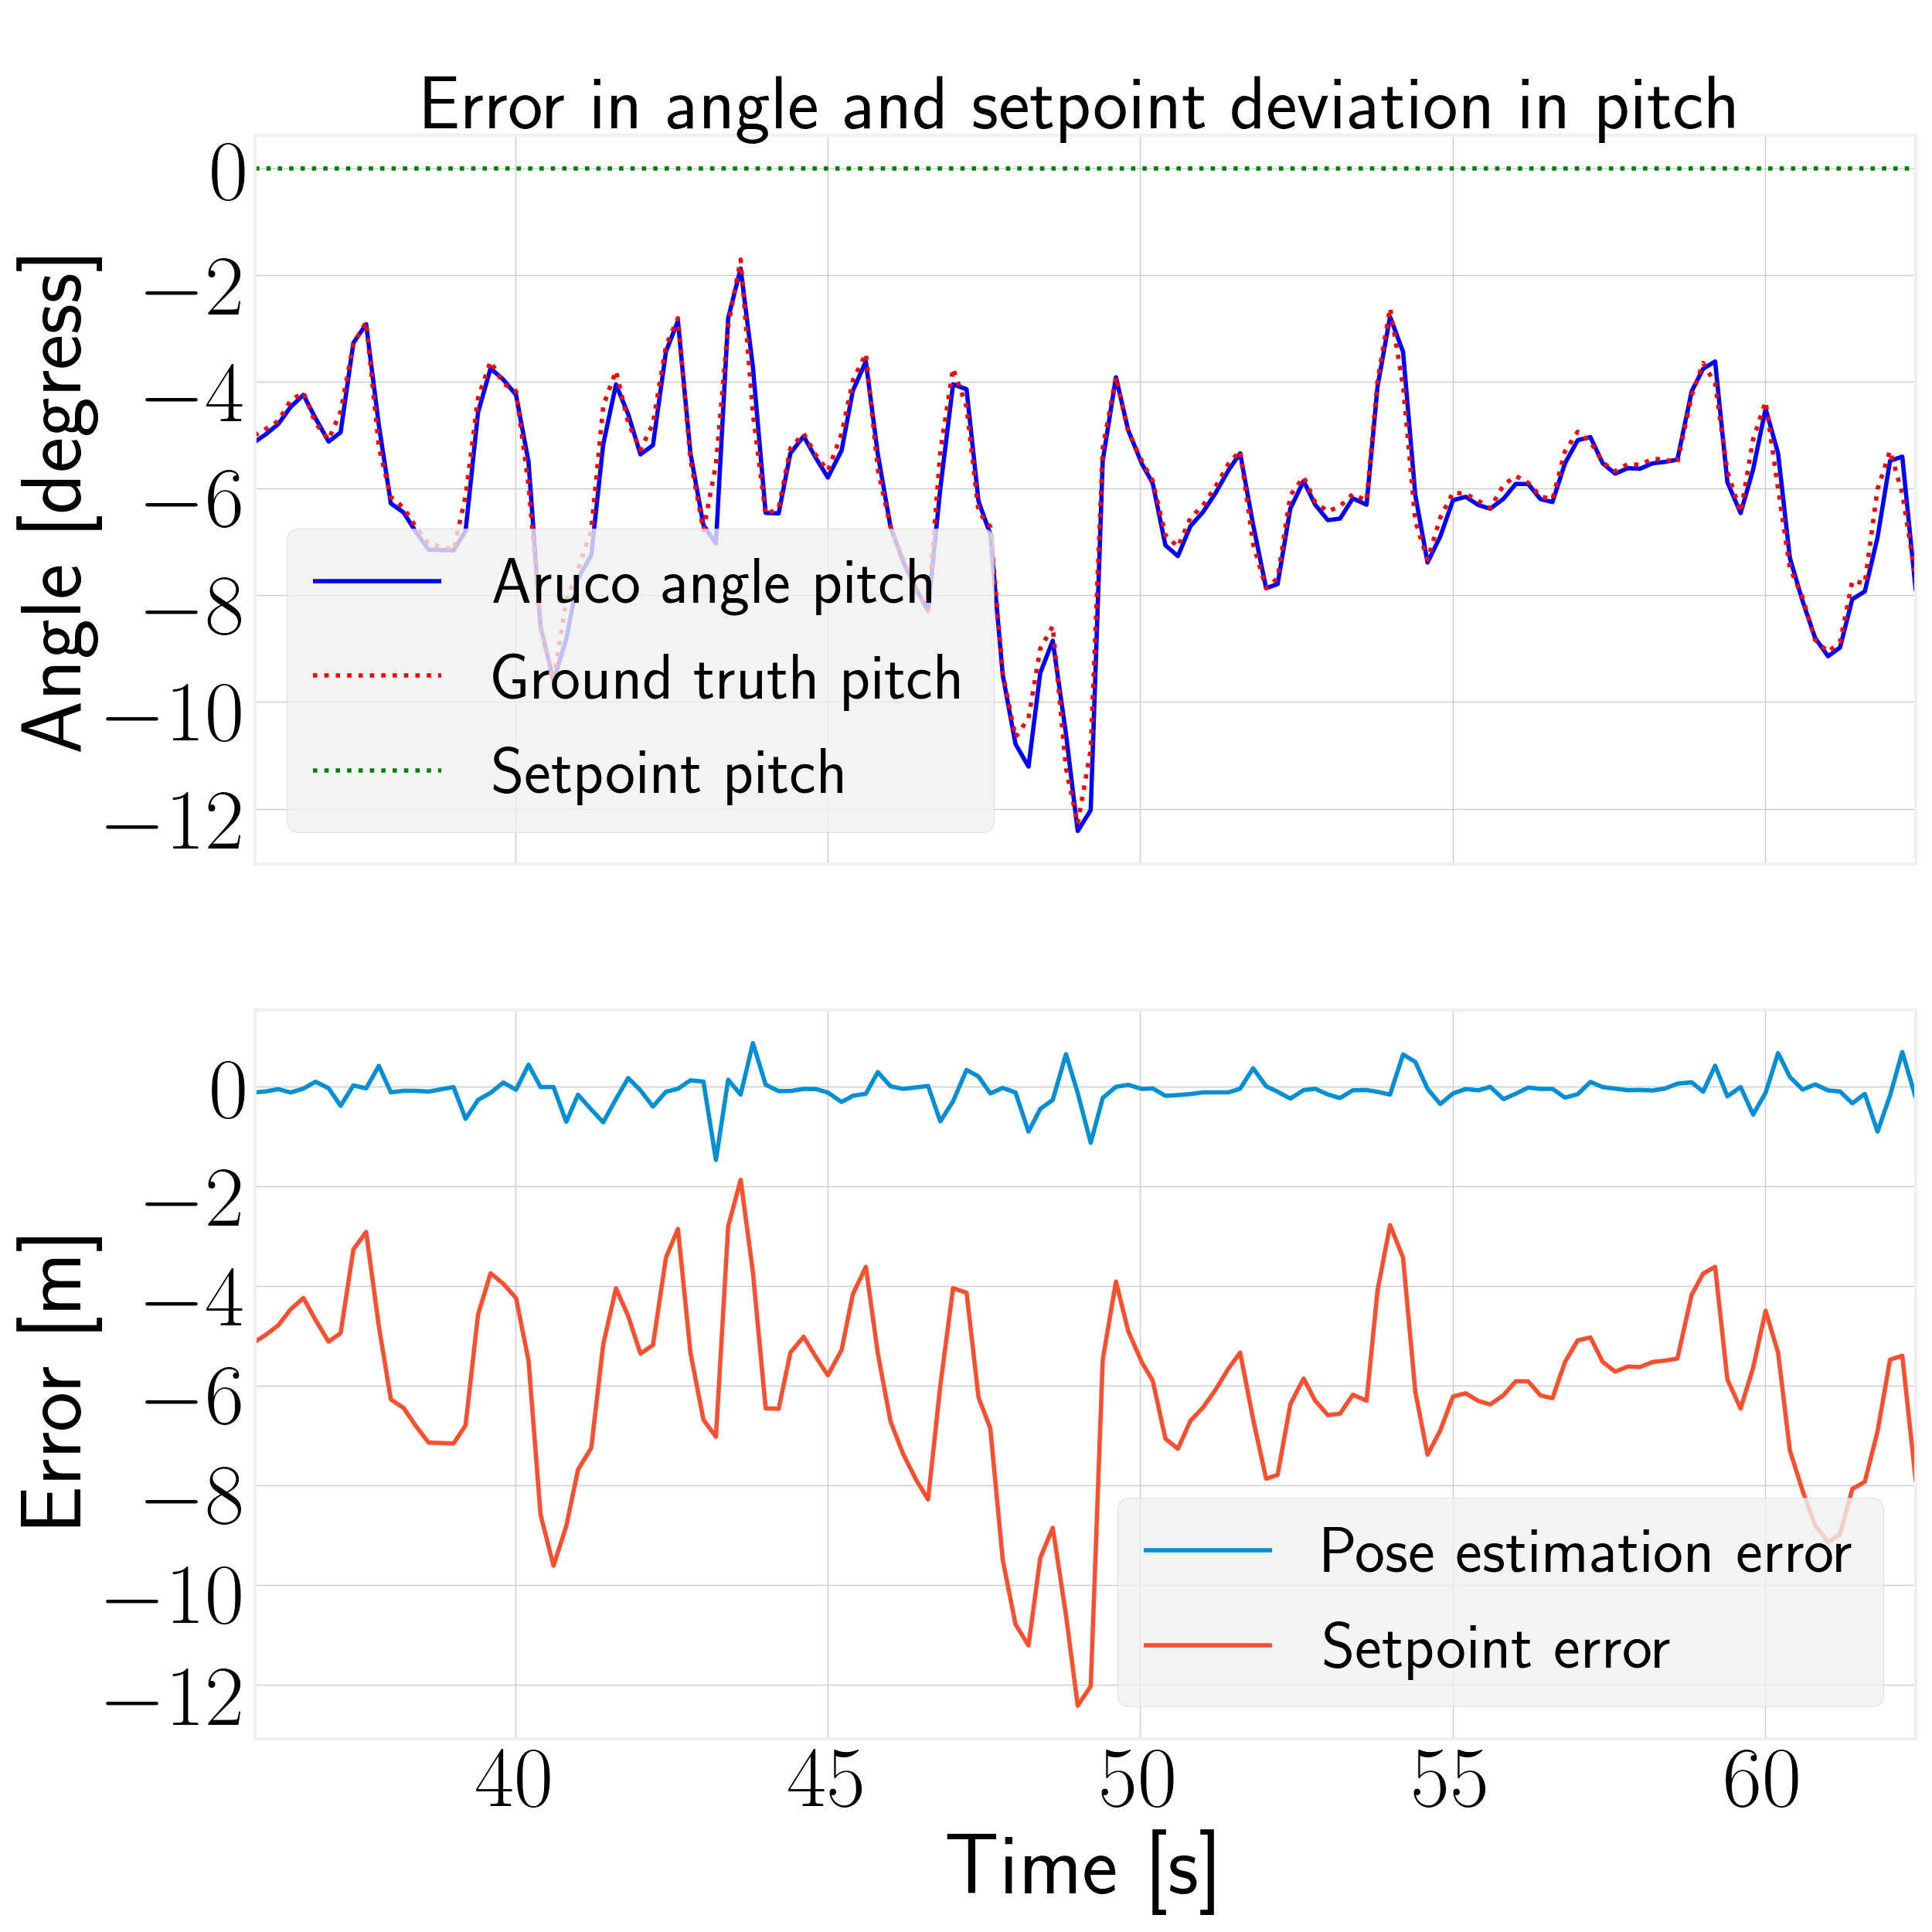 Error in angle and setpoint deviation in pitch
Angle [degress]
0
−2
−4
−6
−8
−10
−12
Aruco angle pitch
Ground truth pitch
Setpoint pitch
Error [m]
0
−2
−4
−6
−8
−10
−12
Pose estimation error
Setpoint error
40 45 50 55 60
Time [s]